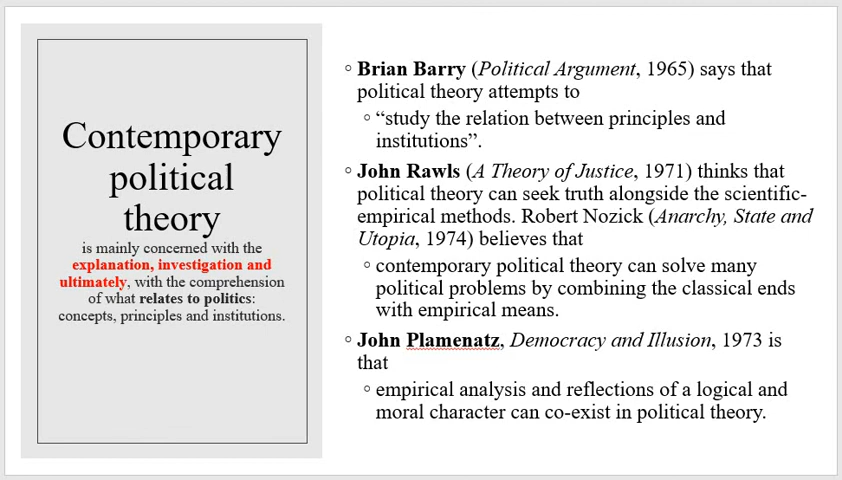 Contemporary
political
theory
is mainly concerned with the
explanation, investigation and
ultimately, with the comprehension
of what relates to politics:
concepts, principles and institutions.
◦ Brian Barry (Political Argument, 1965) says that
political theory attempts to
◦ “study the relation between principles and
institutions”.
◦ John Rawls (A Theory of Justice, 1971) thinks that
political theory can seek truth alongside the scientific-
empirical methods. Robert Nozick (Anarchy, State and
Utopia, 1974) believes that
◦ contemporary political theory can solve many
political problems by combining the classical ends
with empirical means.
◦ John Plamenatz, Democracy and Illusion, 1973 is
that
◦ empirical analysis and reflections of a logical and
moral character can co-exist in political theory.